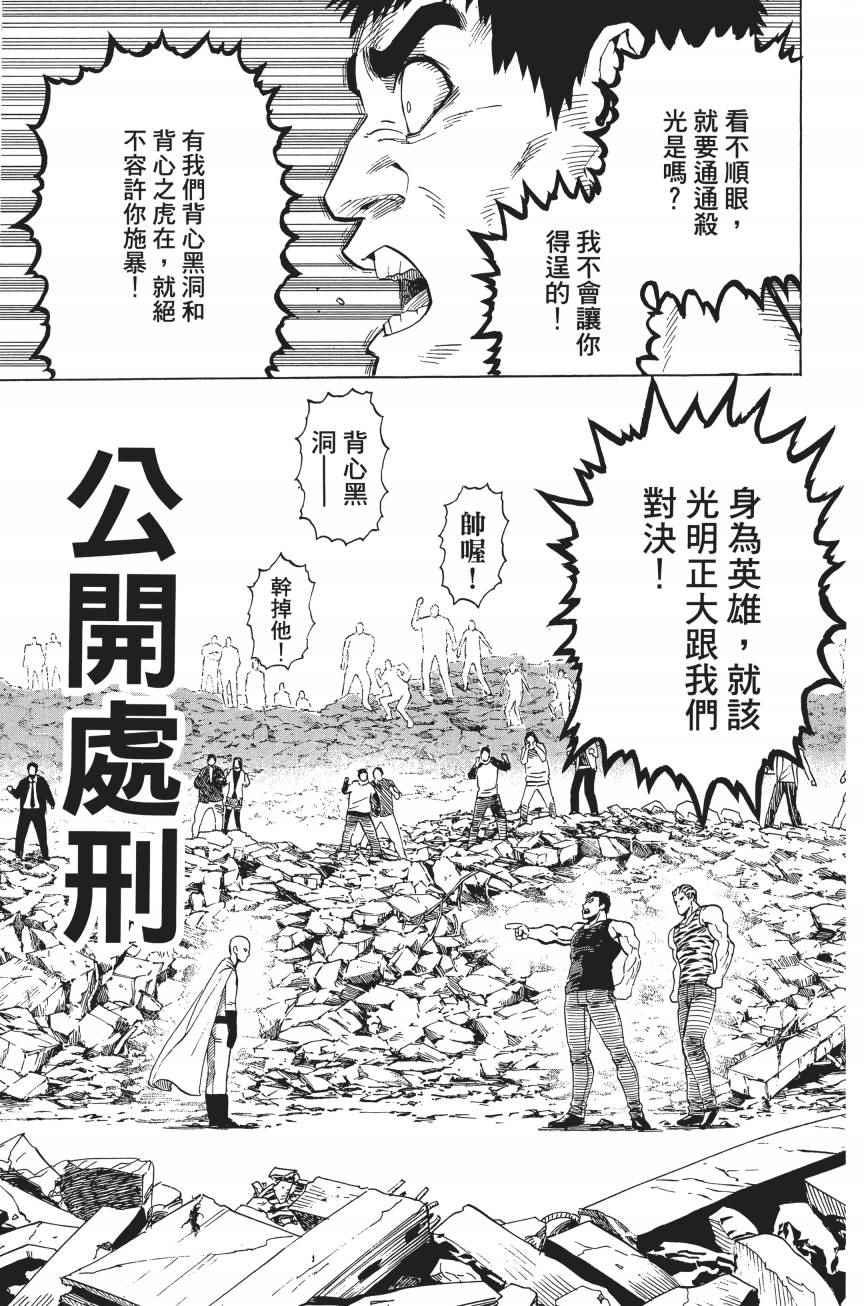 看不順眼，
就要通通殺
光是嗎？
我不會讓你
得逞的！
有我們背心黑洞和
背心之虎在，就絕
不容許你施暴！
身為英雄，就該
光明正大跟我們
對決！
帥喔！
背心黑
洞——
幹掉他！
公開處刑